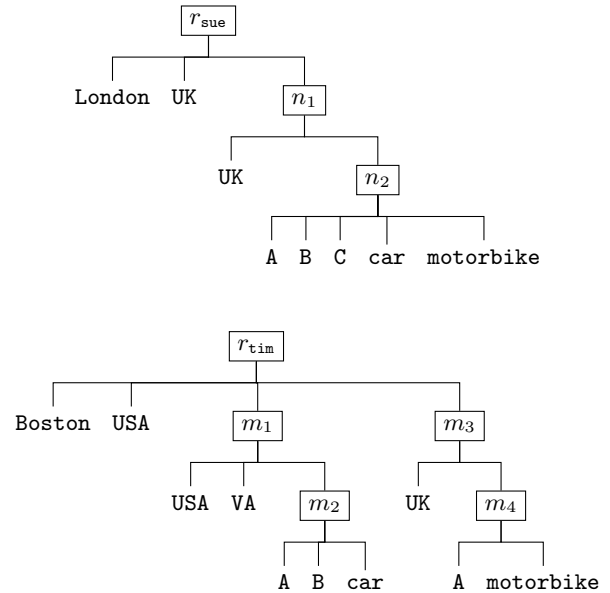 r_sue
London UK n_1
UK n_2
A B C car motorbike
r_tim
Boston USA m_1 m_3
USA VA m_2 UK m_4
A B car A motorbike